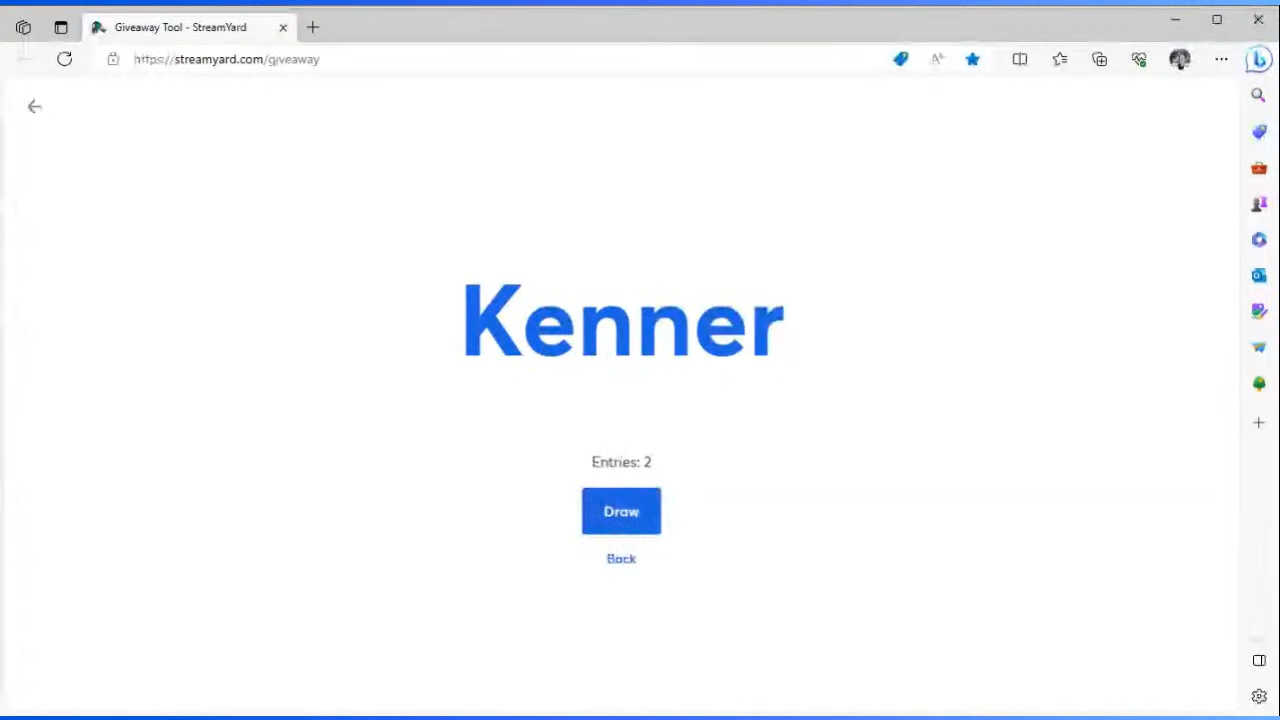 Giveaway Tool - StreamYard
https://streamyard.com/giveaway
Kenner
Entries: 2
Draw
Back